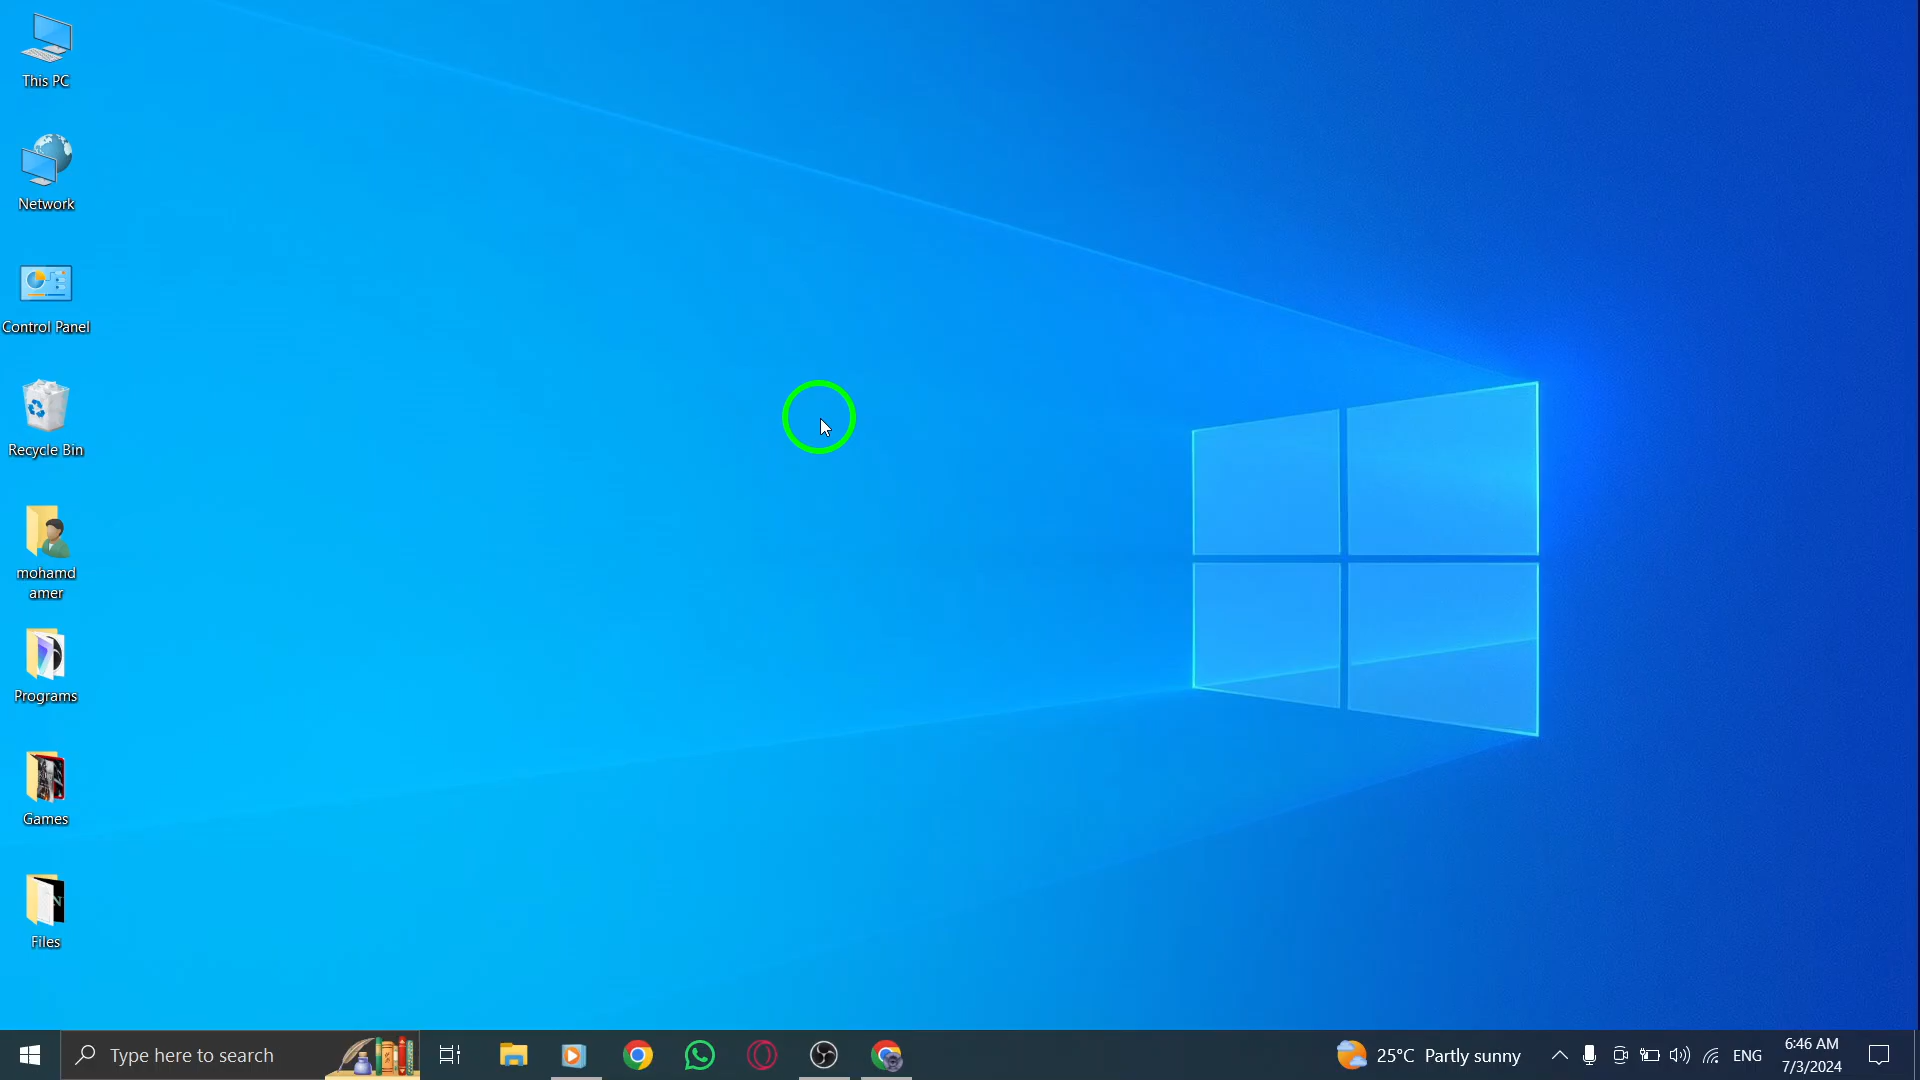 This PC
Network
Control Panel
Recycle Bin
mohamd
amer
Programs
Games
Files
Type here to search
25°C Partly sunny
ENG
6:46 AM
7/3/2024